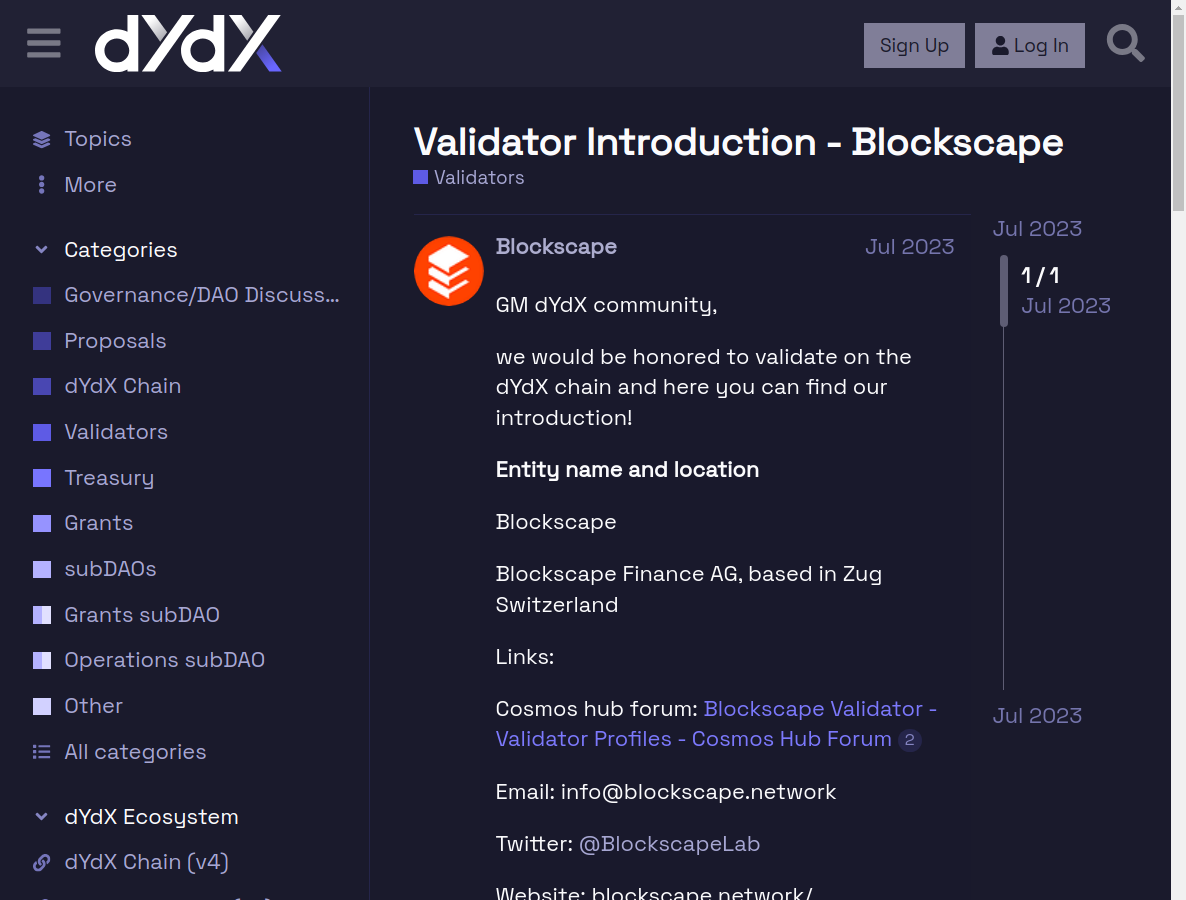 dYdX
Sign Up
Log In
Topics
More
Categories
Governance/DAO Discuss...
Proposals
dYdX Chain
Validators
Treasury
Grants
subDAOs
Grants subDAO
Operations subDAO
Other
All categories
dYdX Ecosystem
dYdX Chain (v4)
Validator Introduction - Blockscape
Validators
Blockscape
Jul 2023
GM dYdX community,
we would be honored to validate on the
dYdX chain and here you can find our
introduction!
Entity name and location
Blockscape
Blockscape Finance AG, based in Zug
Switzerland
Links:
Cosmos hub forum: Blockscape Validator -
Validator Profiles - Cosmos Hub Forum 2
Email: info@blockscape.network
Twitter: @BlockscapeLab
Website: blockscape.network/
Jul 2023
1 / 1
Jul 2023
Jul 2023